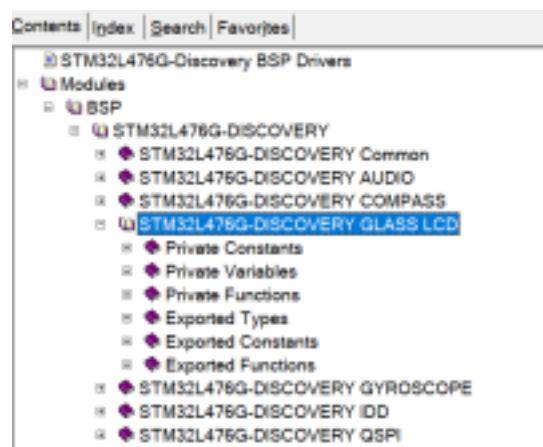 Contents Index Search Favorites
STM32L476G-Discovery BSP Drivers
Modules
BSP
STM32L476G-DISCOVERY
STM32L476G-DISCOVERY Common
STM32L476G-DISCOVERY AUDIO
STM32L476G-DISCOVERY COMPASS
STM32L476G-DISCOVERY GLASS LCD
Private Constants
Private Variables
Private Functions
Exported Types
Exported Constants
Exported Functions
STM32L476G-DISCOVERY GYROSCOPE
STM32L476G-DISCOVERY IDD
STM32L476G-DISCOVERY QSPI